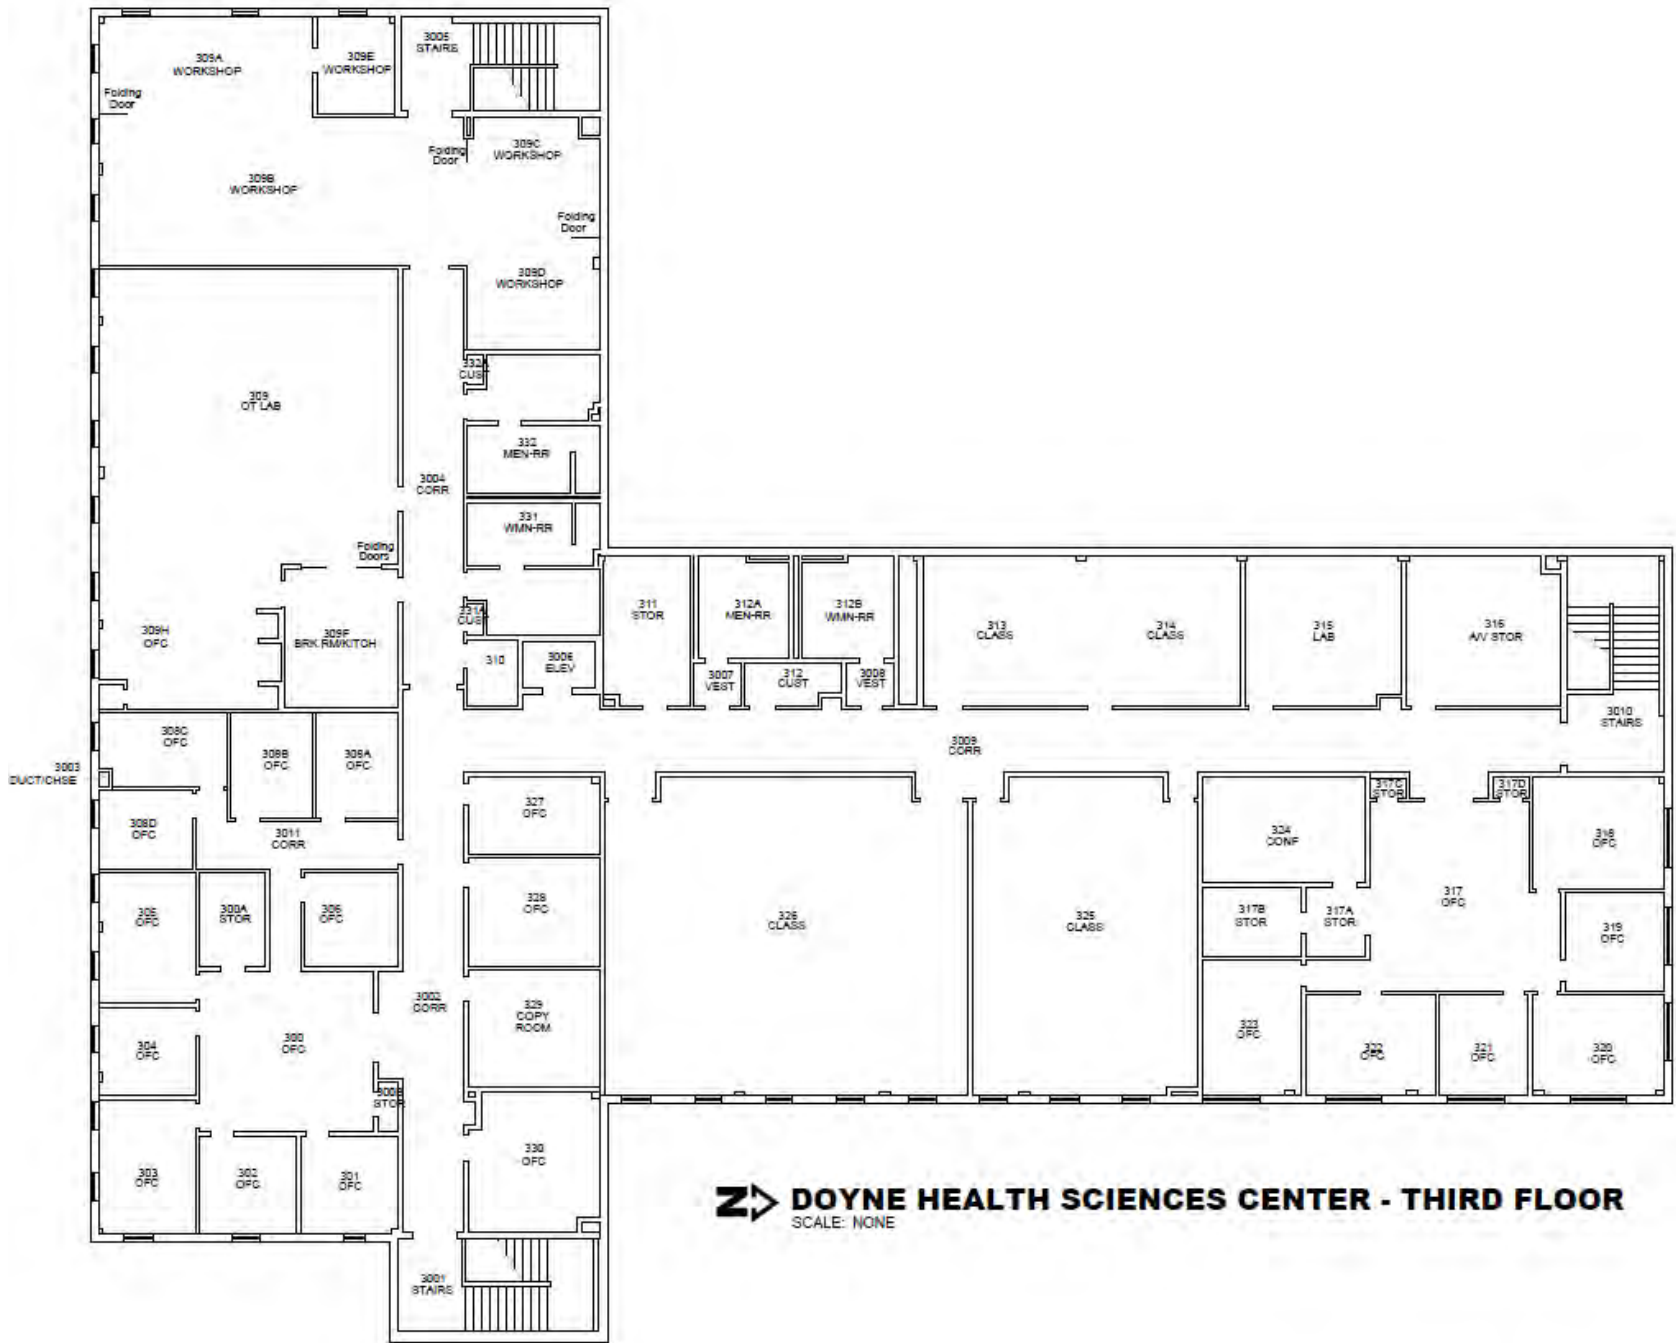 309A
WORKSHOP
309E
WORKSHOP
3005
STAIRS
Folding
Door
309B
WORKSHOP
Folding
Door
309C
WORKSHOP
Folding
Door
309D
WORKSHOP
309
OT LAB
332A
CUST
332
MEN-RR
3004
CORR
331
WMN-RR
Folding
Doors
331A
CUST
309H
OFC
309F
BRK RM/KITCH
310
3006
ELEV
311
STOR
312A
MEN-RR
312B
WMN-RR
3007
VEST
312
CUST
3008
VEST
313
CLASS
314
CLASS
315
LAB
316
A/V STOR
3010
STAIRS
3009
CORR
308C
OFC
308B
OFC
308A
OFC
3003
DUCT/CHSE
308D
OFC
3011
CORR
327
OFC
317C
STOR
317D
STOR
324
CONF
318
OFC
305
OFC
300A
STOR
306
OFC
328
OFC
326
CLASS
325
CLASS
317B
STOR
317A
STOR
317
OFC
319
OFC
304
OFC
300
OFC
3002
CORR
329
COPY
ROOM
323
OFC
322
OFC
321
OFC
320
OFC
300B
STOR
303
OFC
302
OFC
301
OFC
330
OFC
3001
STAIRS
Z
DOYNE HEALTH SCIENCES CENTER - THIRD FLOOR
SCALE: NONE